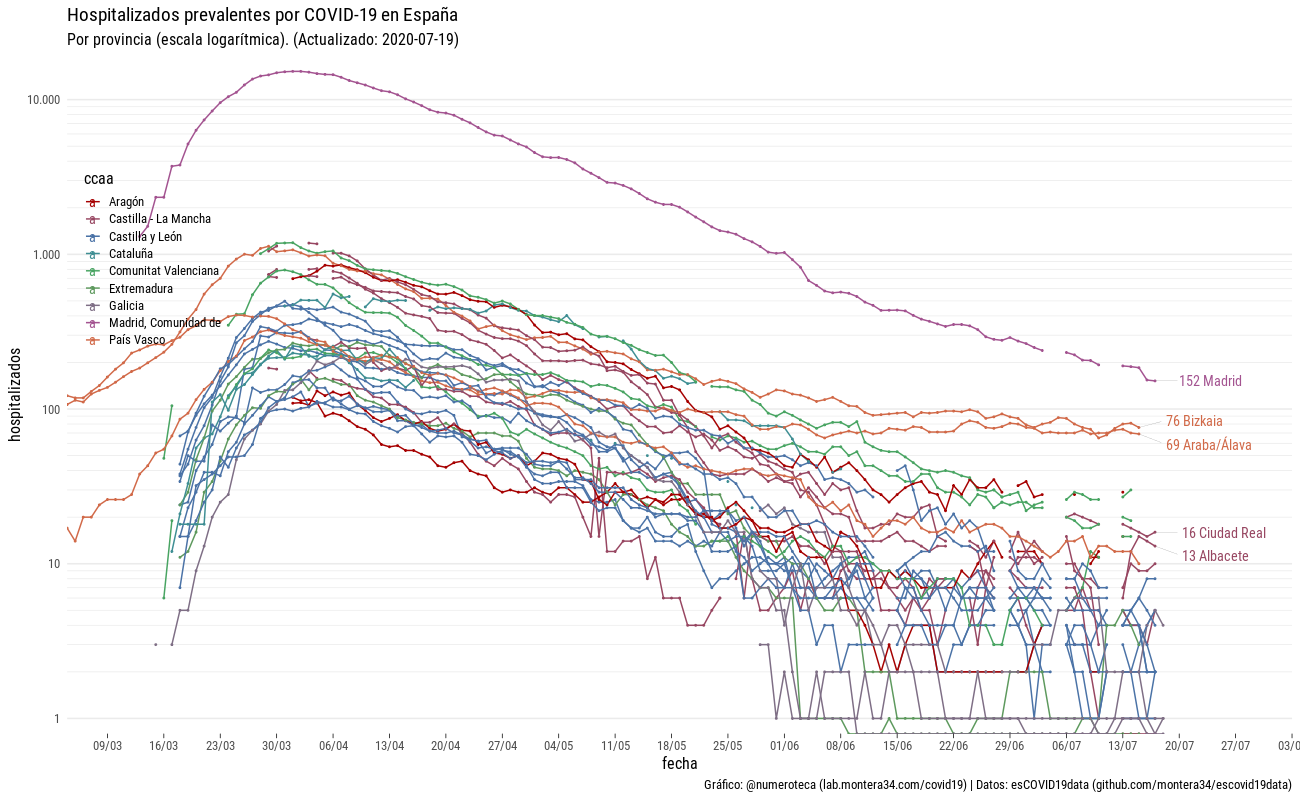 Hospitalizados prevalentes por COVID-19 en España
Por provincia (escala logarítmica). (Actualizado: 2020-07-19)
hospitalizados
10.000
1.000
100
10
1
ccaa
Aragón
Castilla - La Mancha
Castilla y León
Cataluña
Comunitat Valenciana
Extremadura
Galicia
Madrid, Comunidad de
País Vasco
152 Madrid
76 Bizkaia
69 Araba/Álava
16 Ciudad Real
13 Albacete
09/03 16/03 23/03 30/03 06/04 13/04 20/04 27/04 04/05 11/05 18/05 25/05 01/06 08/06 15/06 22/06 29/06 06/07 13/07 20/07 27/07 03/0
fecha
Gráfico: @numeroteca (lab.montera34.com/covid19) | Datos: esCOVID19data (github.com/montera34/escovid19data)